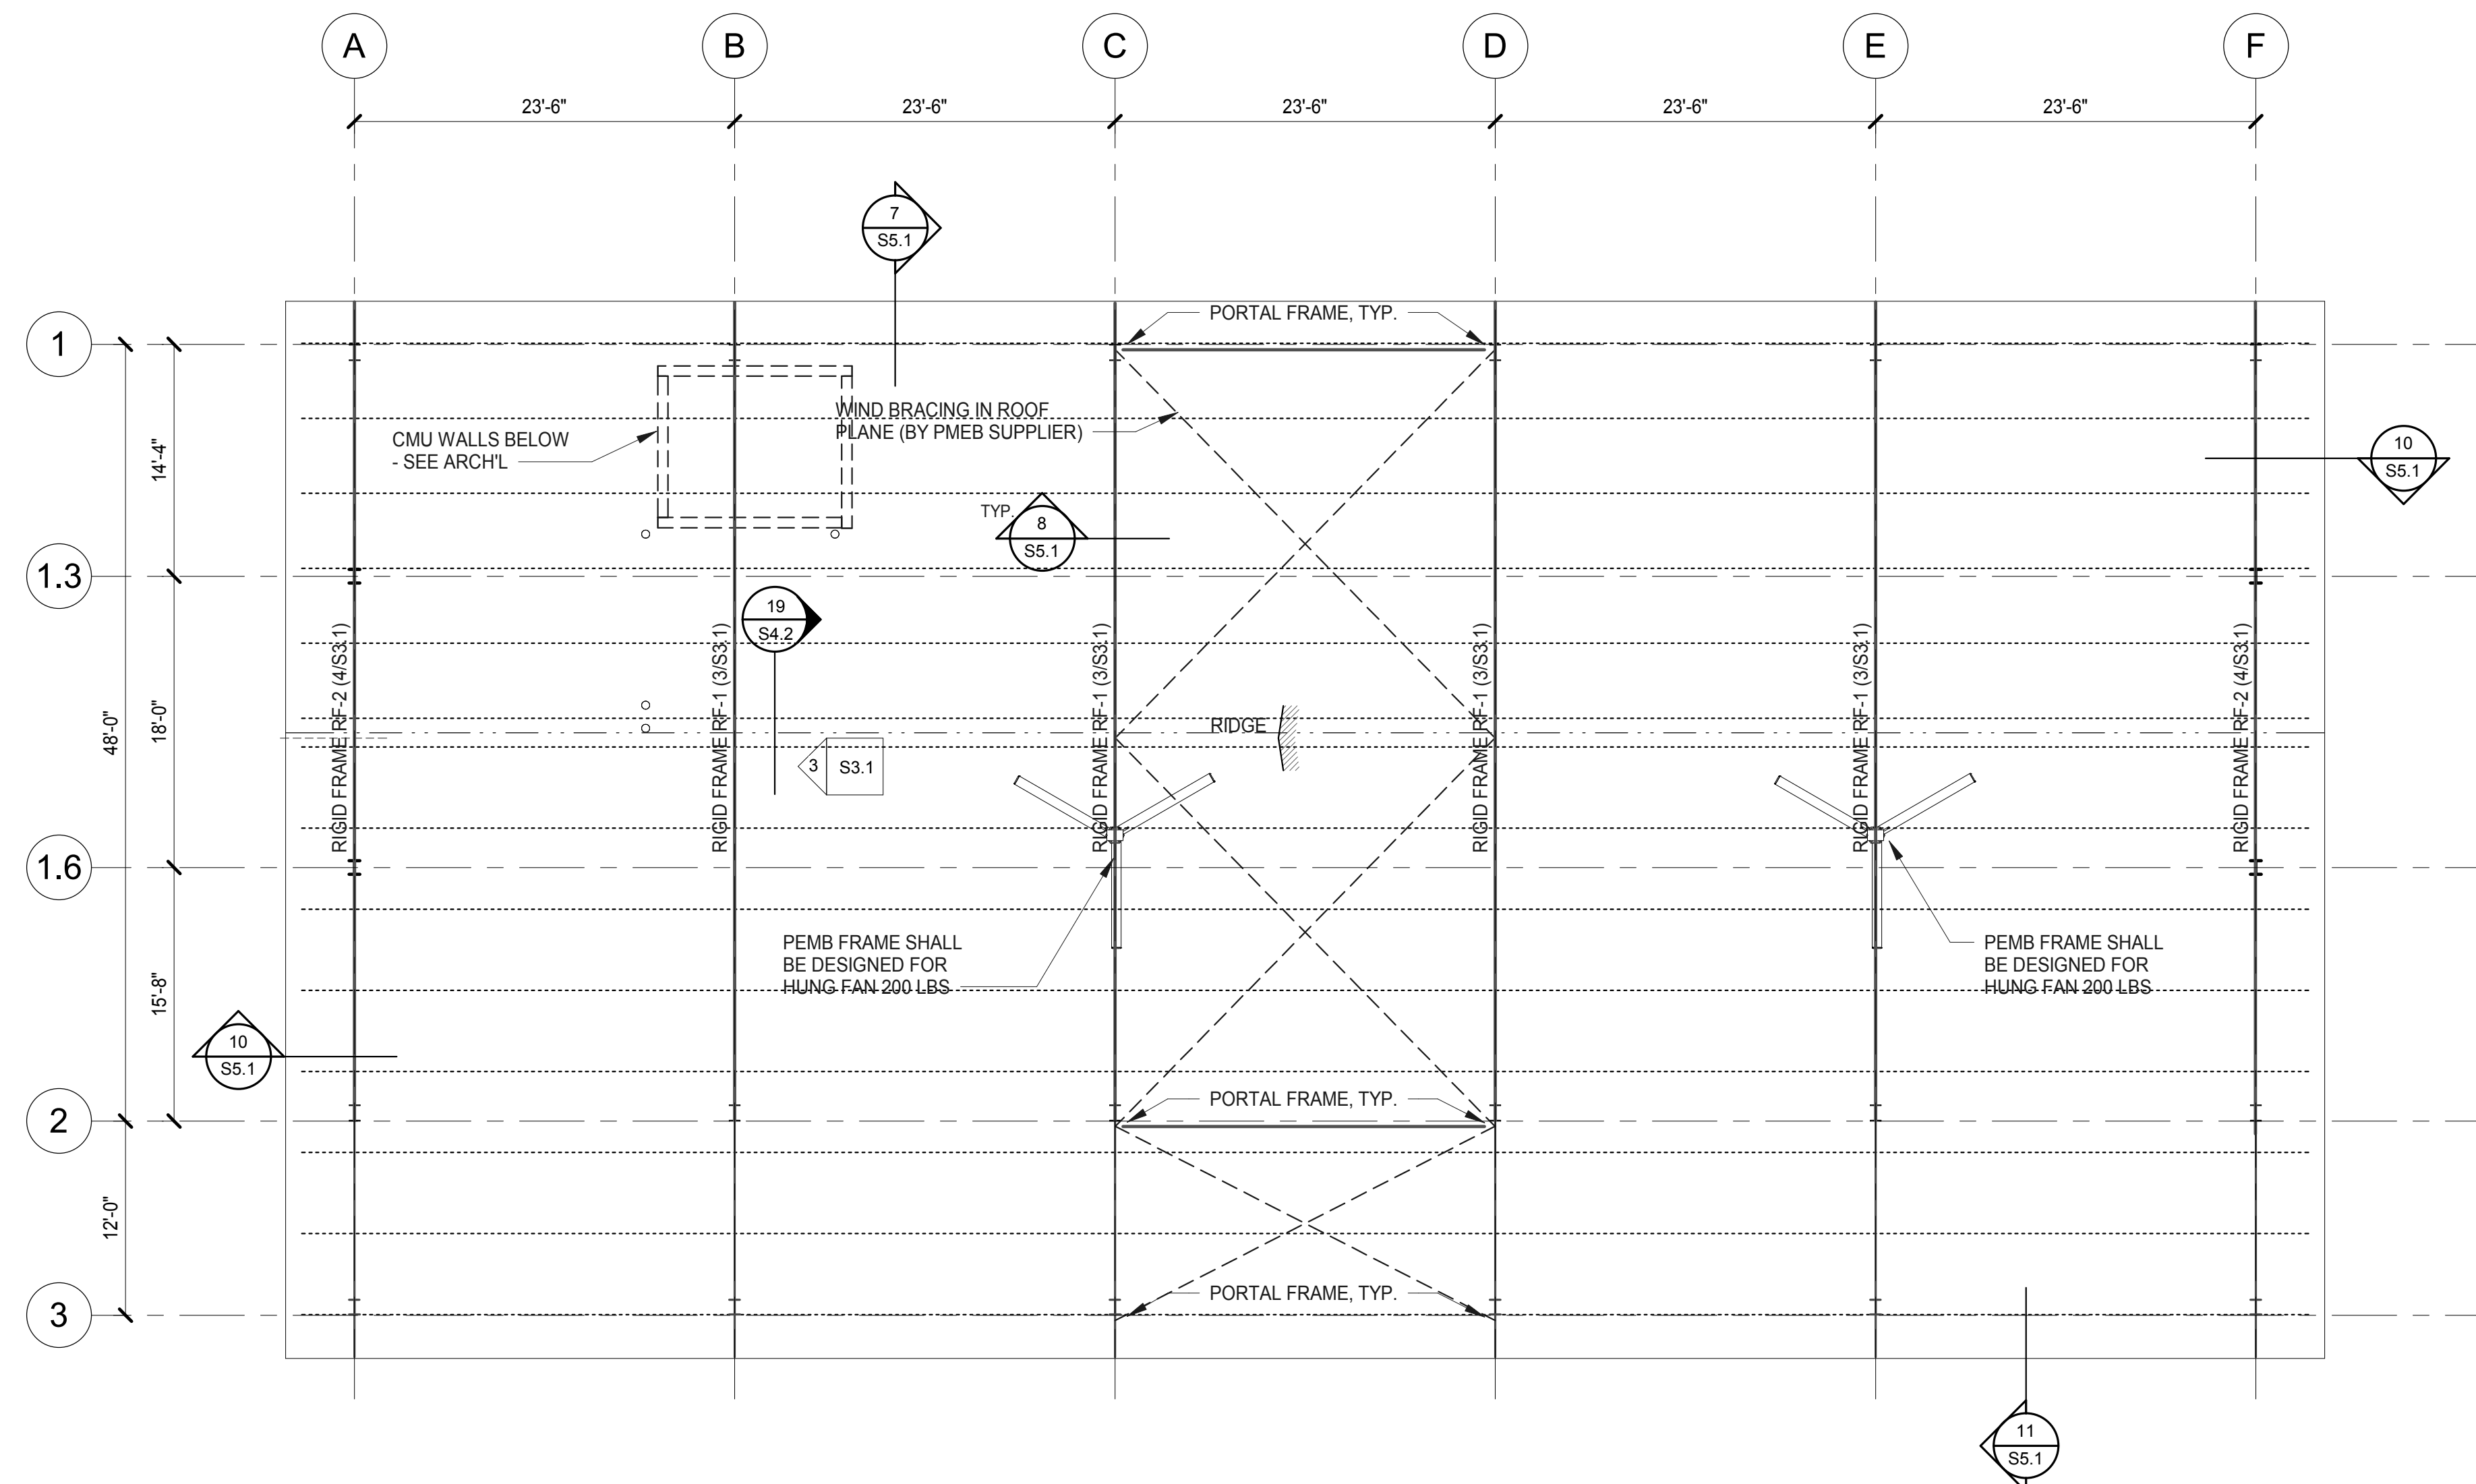 A
B
C
D
E
F
23'-6"
23'-6"
23'-6"
23'-6"
23'-6"
7
S5.1
1
PORTAL FRAME, TYP.
WIND BRACING IN ROOF
PLANE (BY PMEB SUPPLIER)
CMU WALLS BELOW
- SEE ARCH'L
14'-4"
10
S5.1
TYP.
8
S5.1
1.3
19
S4.2
RIGID FRAME RF-2 (4/S3.1)
RIGID FRAME RF-1 (3/S3.1)
RIGID FRAME RF-1 (3/S3.1)
RIGID FRAME RF-1 (3/S3.1)
RIGID FRAME RF-1 (3/S3.1)
RIGID FRAME RF-2 (4/S3.1)
48'-0"
18'-0"
RIDGE
3
S3.1
1.6
PEMB FRAME SHALL
BE DESIGNED FOR
HUNG FAN 200 LBS
PEMB FRAME SHALL
BE DESIGNED FOR
HUNG FAN 200 LBS
15'-8"
10
S5.1
PORTAL FRAME, TYP.
2
12'-0"
PORTAL FRAME, TYP.
3
11
S5.1